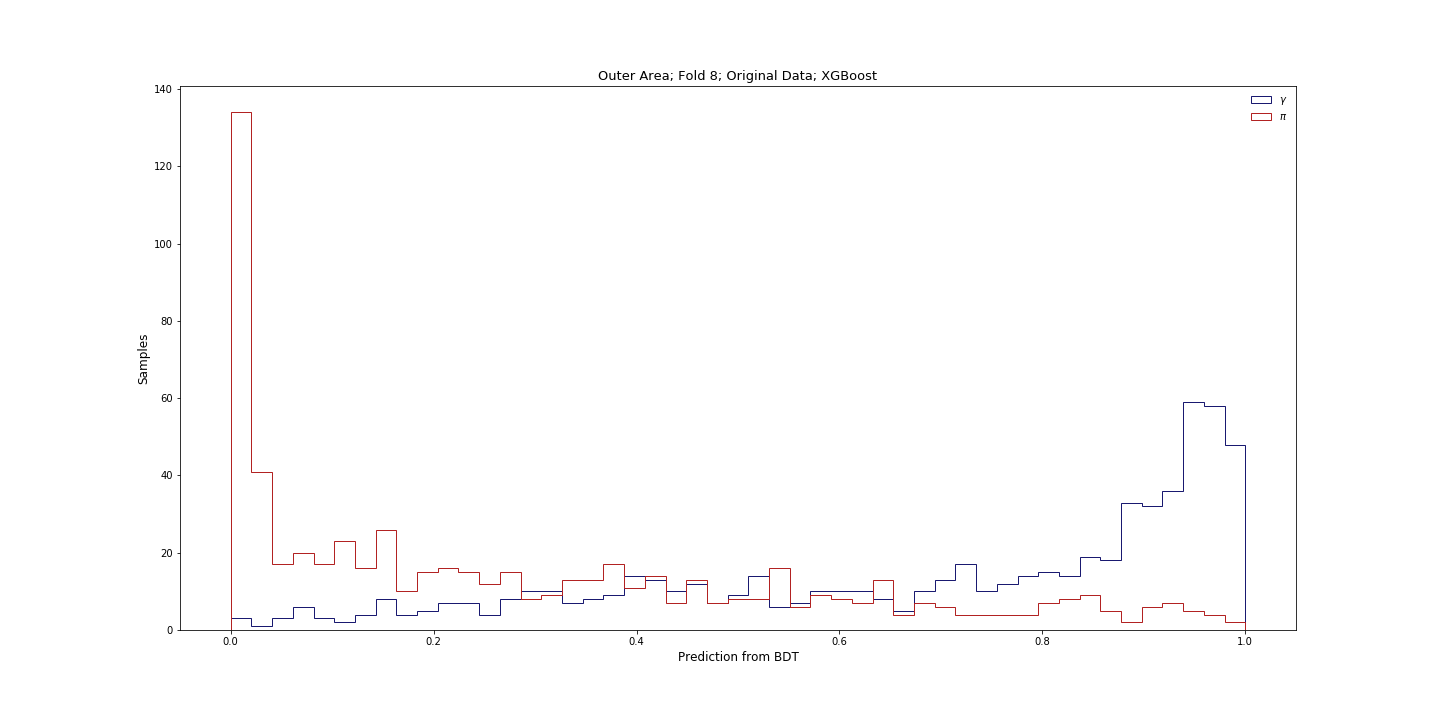 Outer Area; Fold 8; Original Data; XGBoost
γ
π
140
120
100
80
60
40
20
0
Samples
0.0 0.2 0.4 0.6 0.8 1.0
Prediction from BDT